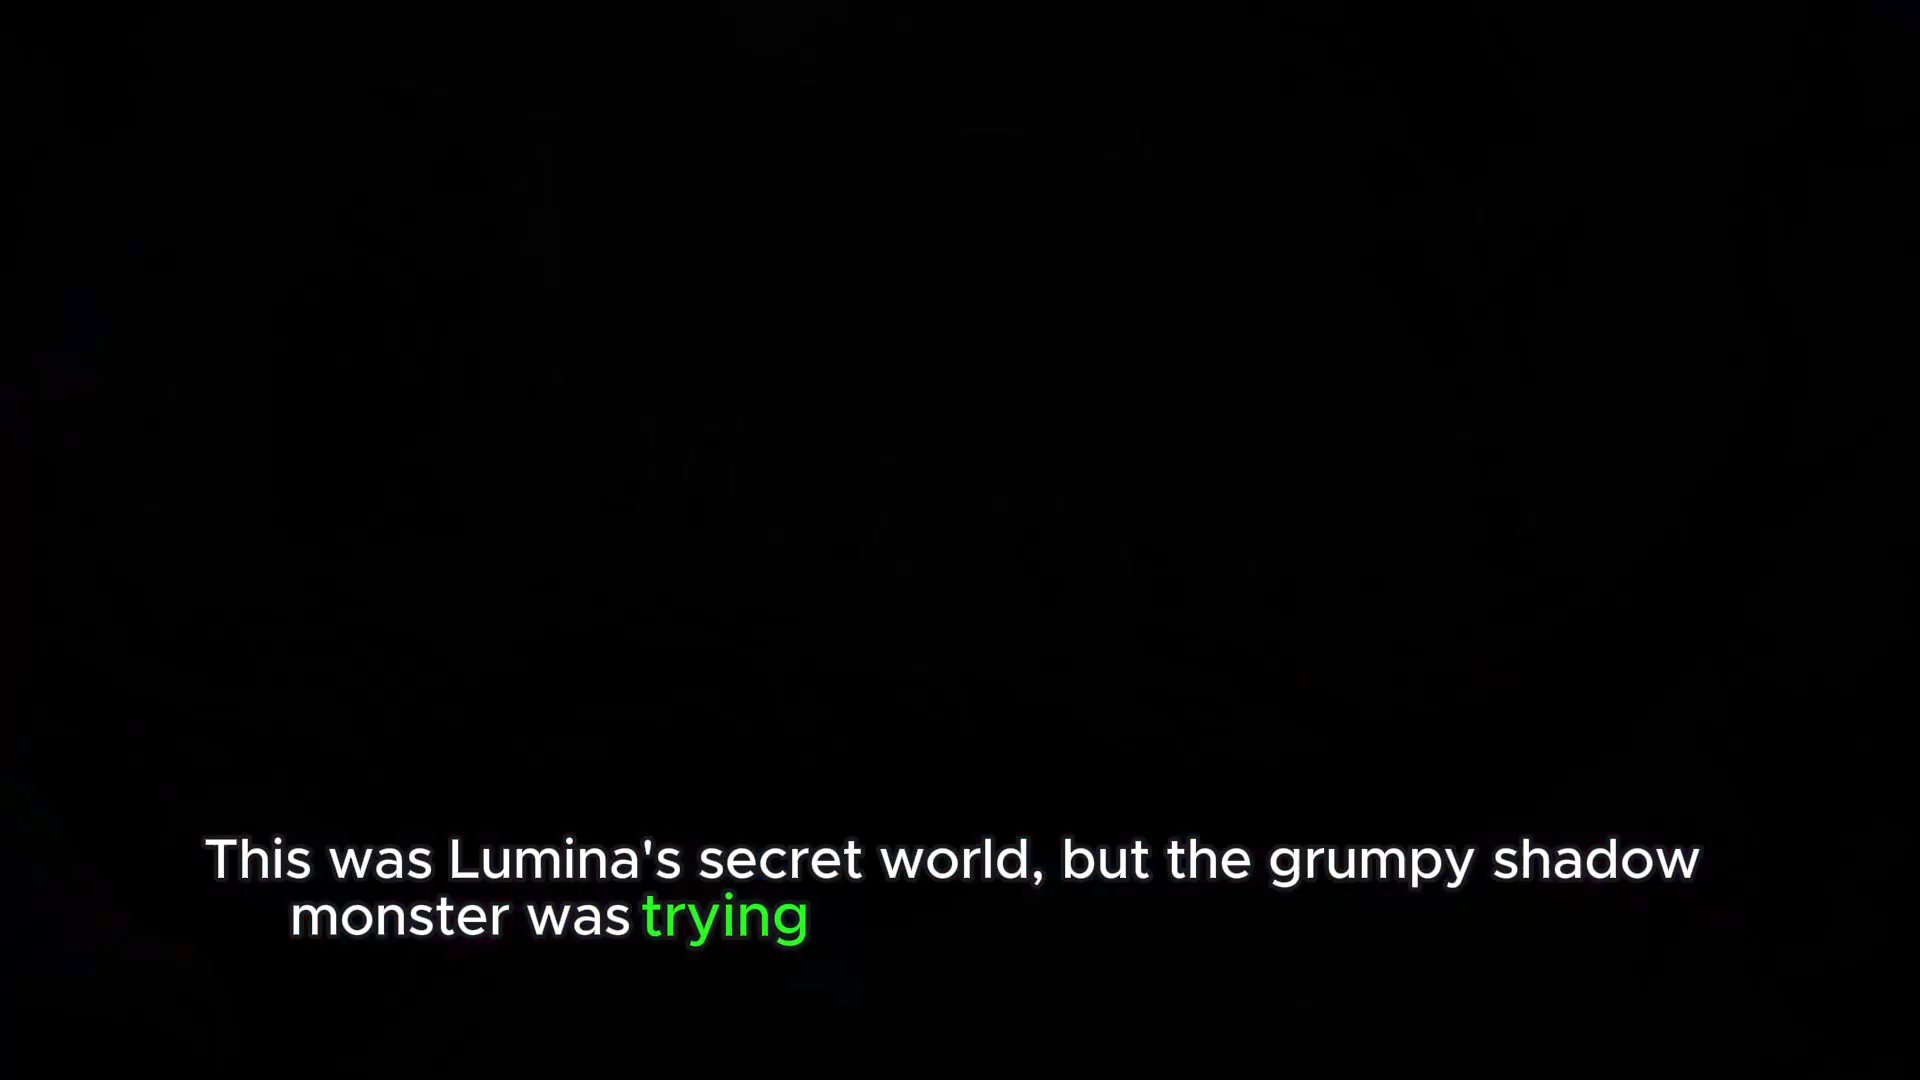 This was Lumina's secret world, but the grumpy shadow
monster was trying